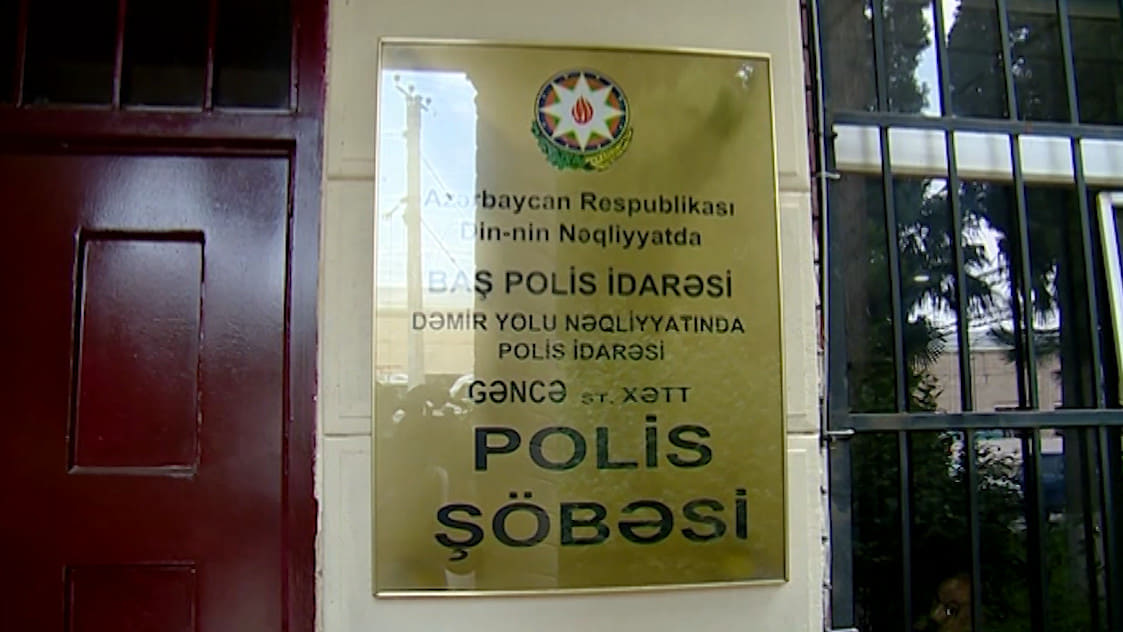 Azərbaycan Respublikası
Din-nin Nəqliyyatda
BAŞ POLİS İDARƏSİ
DƏMİR YOLU NƏQLİYYATINDA
POLİS İDARƏSİ
GƏNCƏ ST. XƏTT
POLİS
ŞÖBƏSİ